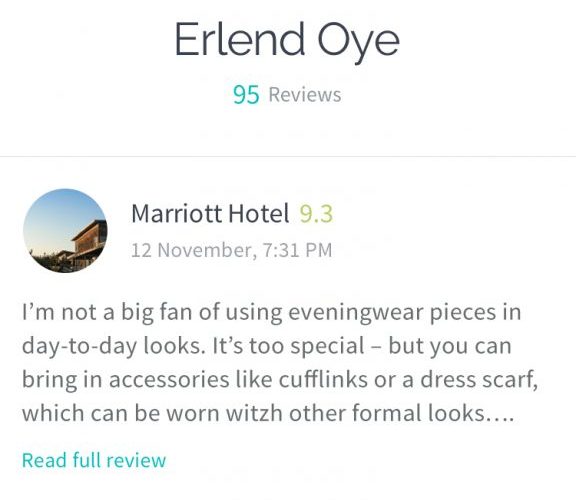 Erlend Oye
95 Reviews
Marriott Hotel 9.3
12 November, 7:31 PM
I’m not a big fan of using eveningwear pieces in
day-to-day looks. It’s too special – but you can
bring in accessories like cufflinks or a dress scarf,
which can be worn witzh other formal looks….
Read full review